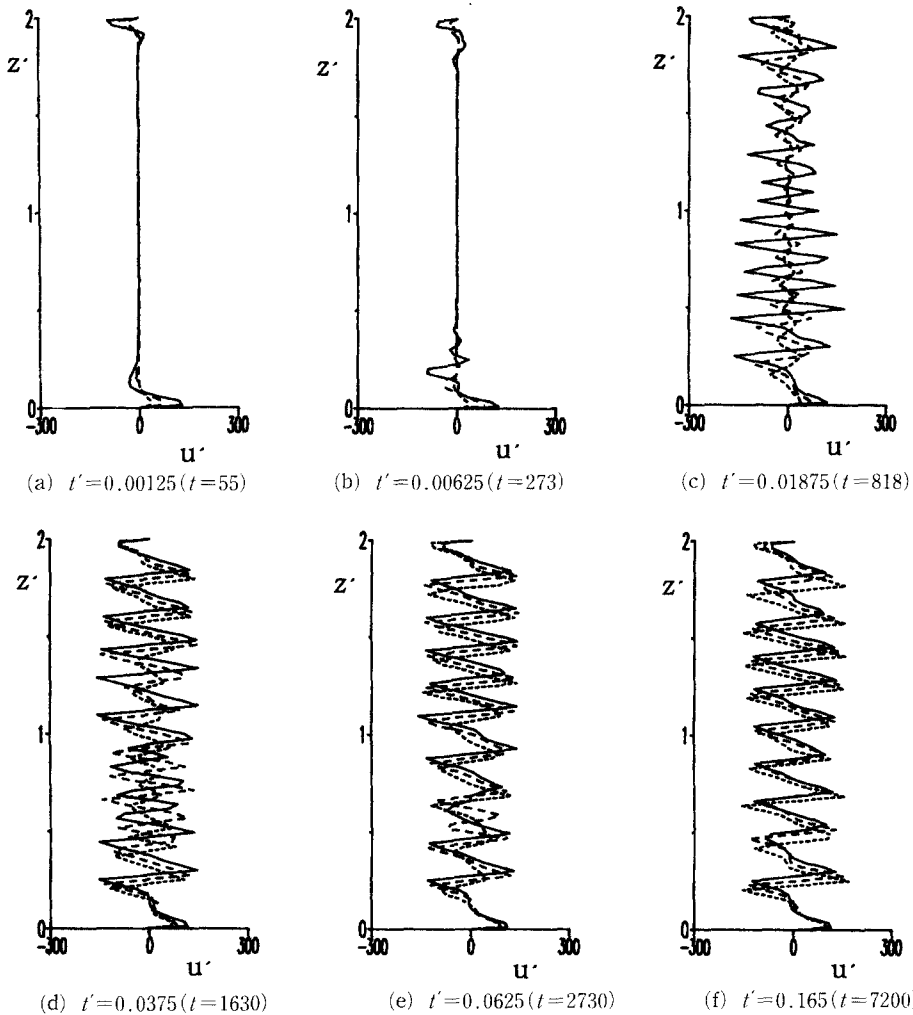 2 2 2
z′ z′ z′
1 1 1
0 0 0
-300 0 300 -300 0 300 -300 0 300
u′ u′ u′
(a) t′=0.00125(t=55) (b) t′=0.00625(t=273) (c) t′=0.01875(t=818)
2 2 2
z′ z′ z′
1 1 1
0 0 0
-300 0 300 -300 0 300 -300 0 300
u′ u′ u′
(d) t′=0.0375(t=1630) (e) t′=0.0625(t=2730) (f) t′=0.165(t=7200)